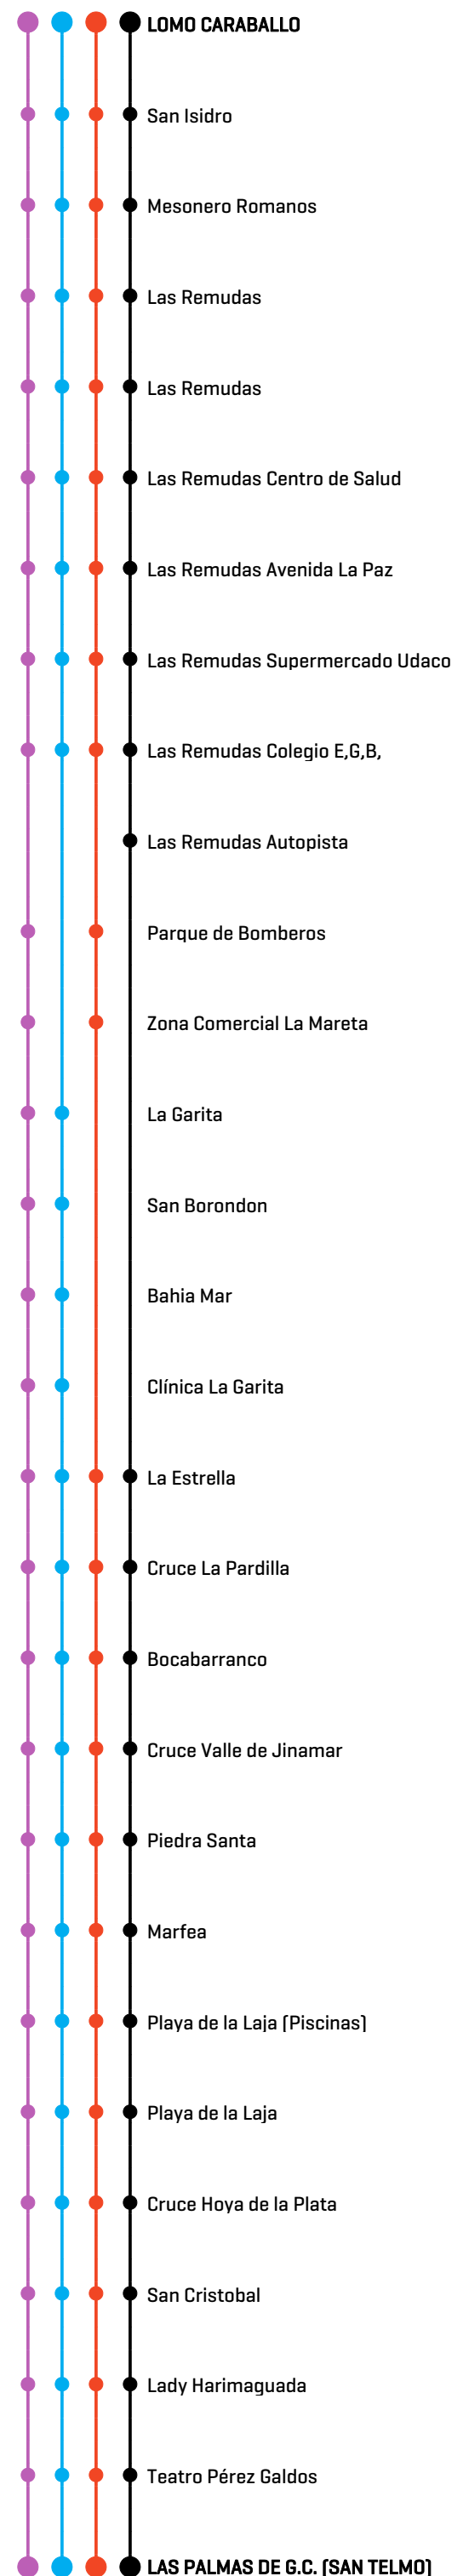 LOMO CARABALLO
San Isidro
Mesonero Romanos
Las Remudas
Las Remudas
Las Remudas Centro de Salud
Las Remudas Avenida La Paz
Las Remudas Supermercado Udaco
Las Remudas Colegio E,G,B,
Las Remudas Autopista
Parque de Bomberos
Zona Comercial La Mareta
La Garita
San Borondon
Bahia Mar
Clínica La Garita
La Estrella
Cruce La Pardilla
Bocabarranco
Cruce Valle de Jinamar
Piedra Santa
Marfea
Playa de la Laja (Piscinas)
Playa de la Laja
Cruce Hoya de la Plata
San Cristobal
Lady Harimaguada
Teatro Pérez Galdos
LAS PALMAS DE G.C. (SAN TELMO)